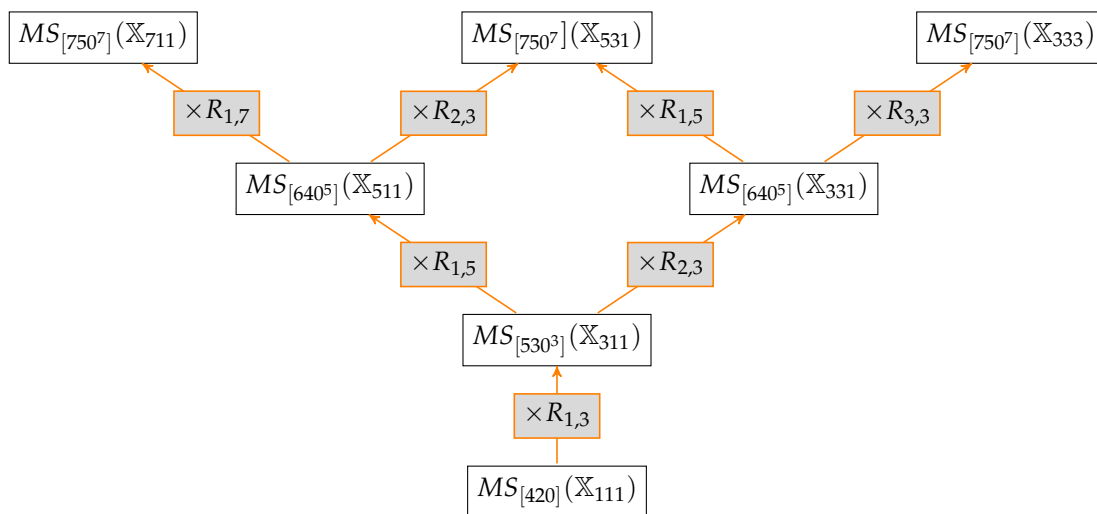 MS_{[750^7]}(𝕏_{711}) MS_{[750^7}](𝕏_{531}) MS_{[750^7]}(𝕏_{333})
×R_{1,7} ×R_{2,3} ×R_{1,5} ×R_{3,3}
MS_{[640^5]}(𝕏_{511}) MS_{[640^5]}(𝕏_{331})
×R_{1,5} ×R_{2,3}
MS_{[530^3]}(𝕏_{311})
×R_{1,3}
MS_{[420]}(𝕏_{111})